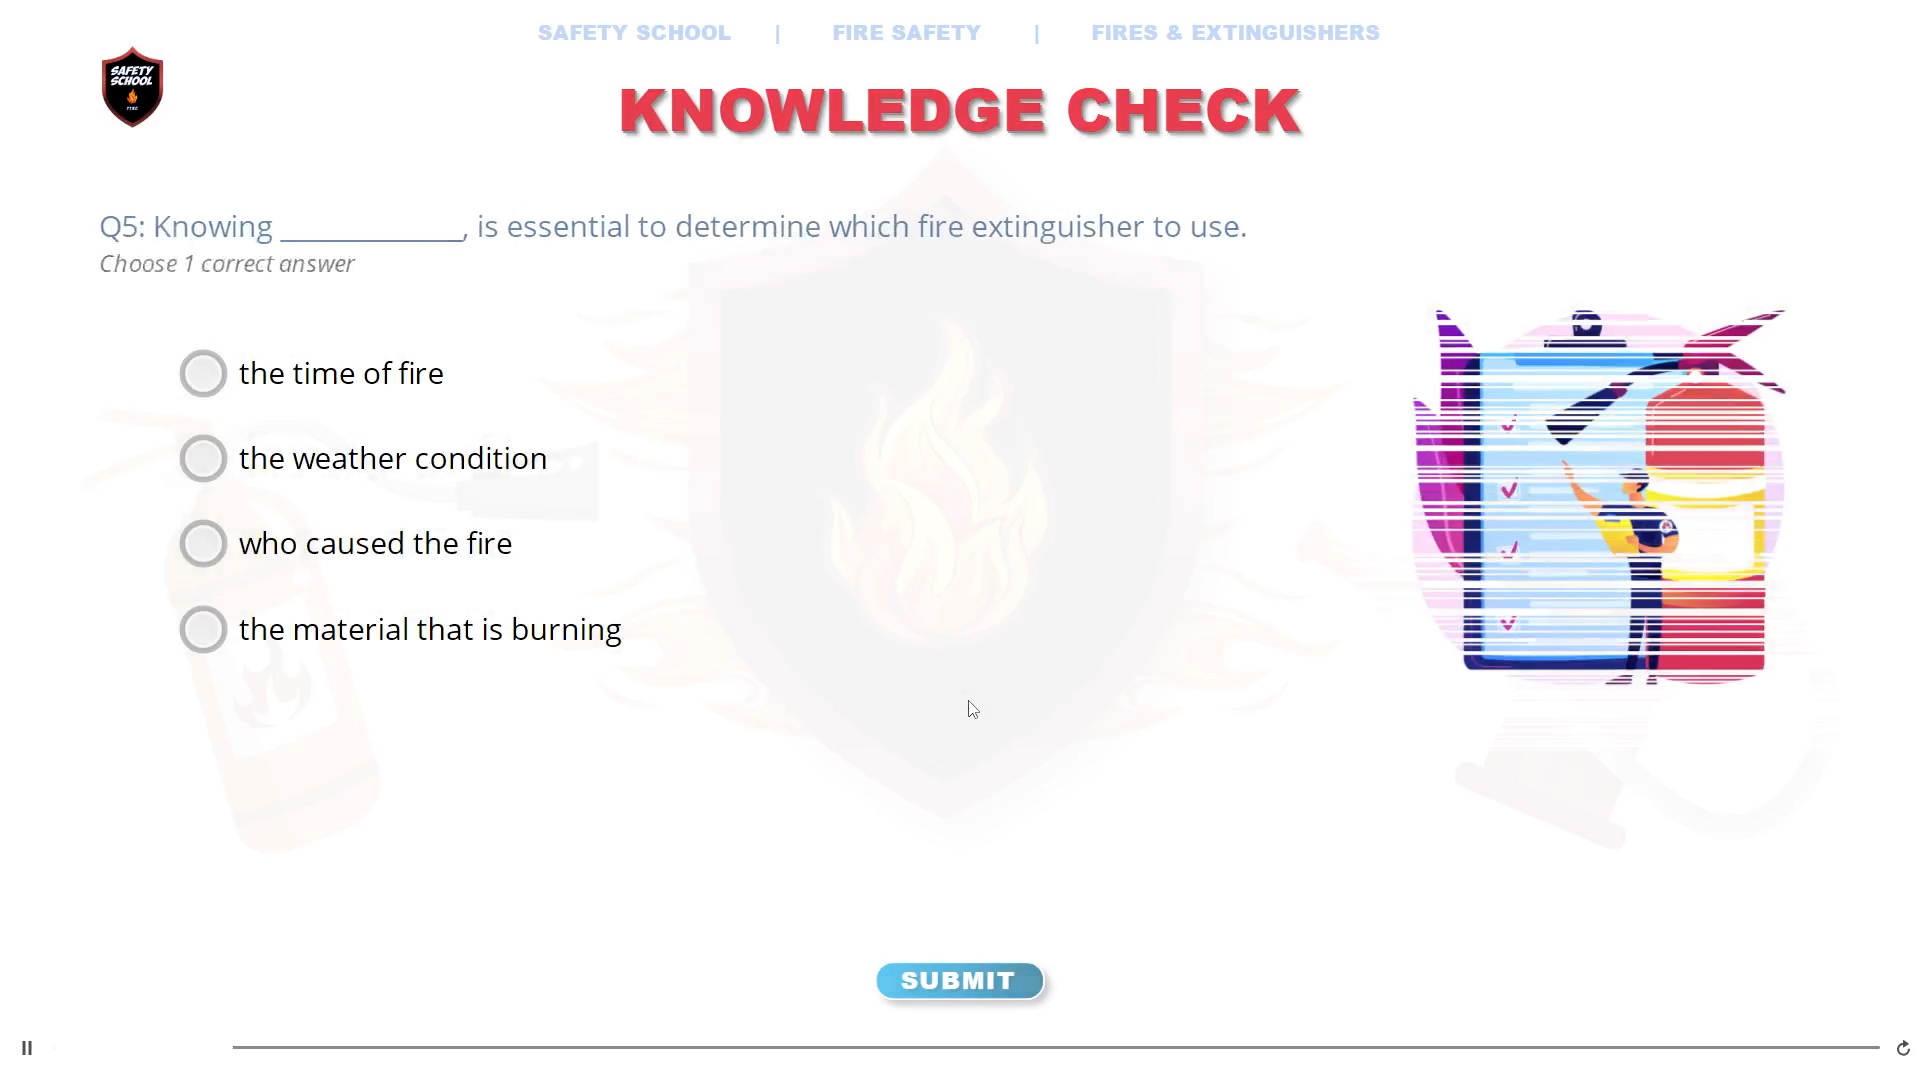 SAFETY SCHOOL | FIRE SAFETY | FIRES & EXTINGUISHERS
SAFETY
SCHOOL
FIRE
KNOWLEDGE CHECK
Q5: Knowing _____________, is essential to determine which fire extinguisher to use.
Choose 1 correct answer
the time of fire
the weather condition
who caused the fire
the material that is burning
SUBMIT